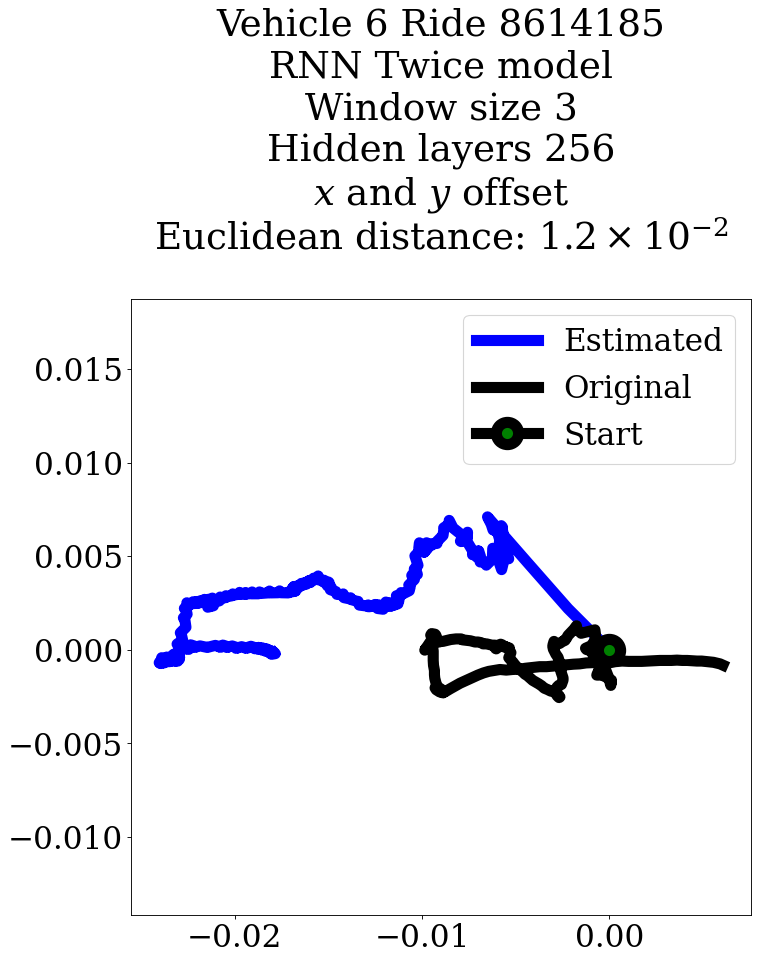 Vehicle 6 Ride 8614185
RNN Twice model
Window size 3
Hidden layers 256
x and y offset
Euclidean distance: 1.2 × 10⁻²
Estimated
Original
Start
0.015
0.010
0.005
0.000
−0.005
−0.010
−0.02
−0.01
0.00